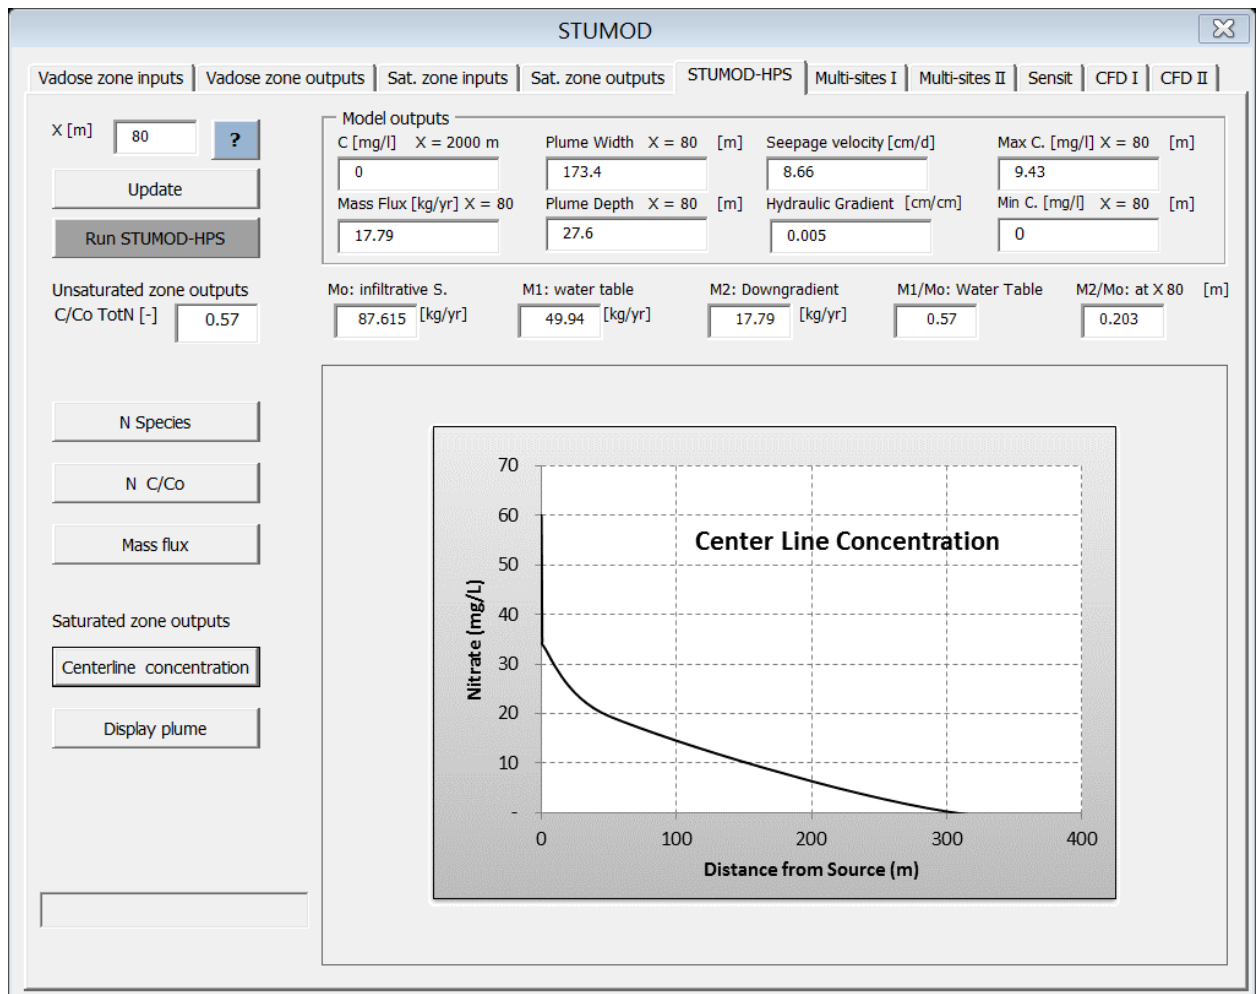 STUMOD
Vadose zone inputs Vadose zone outputs Sat. zone inputs Sat. zone outputs STUMOD-HPS Multi-sites I Multi-sites II Sensit CFD I CFD II
X [m] 80 ?
Update
Run STUMOD-HPS
Model outputs
C [mg/l] X = 2000 m Plume Width X = 80 [m] Seepage velocity [cm/d] Max C. [mg/l] X = 80 [m]
0 173.4 8.66 9.43
Mass Flux [kg/yr] X = 80 Plume Depth X = 80 [m] Hydraulic Gradient [cm/cm] Min C. [mg/l] X = 80 [m]
17.79 27.6 0.005 0
Unsaturated zone outputs
C/Co TotN [-] 0.57
Mo: infiltrative S. M1: water table M2: Downgradient M1/Mo: Water Table M2/Mo: at X 80 [m]
87.615 [kg/yr] 49.94 [kg/yr] 17.79 [kg/yr] 0.57 0.203
N Species
N C/Co
Mass flux
Saturated zone outputs
Centerline concentration
Display plume
Center Line Concentration
Nitrate (mg/L)
70
60
50
40
30
20
10
-
0 100 200 300 400
Distance from Source (m)